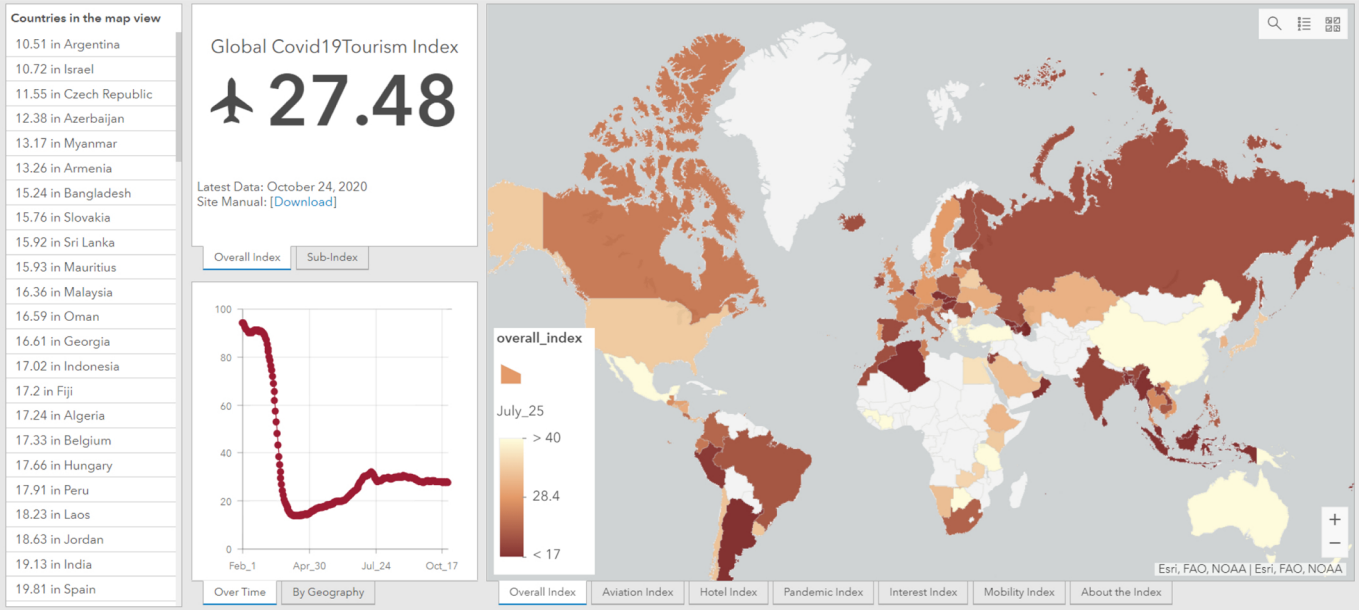 Countries in the map view
10.51 in Argentina
10.72 in Israel
11.55 in Czech Republic
12.38 in Azerbaijan
13.17 in Myanmar
13.26 in Armenia
15.24 in Bangladesh
15.76 in Slovakia
15.92 in Sri Lanka
15.93 in Mauritius
16.36 in Malaysia
16.59 in Oman
16.61 in Georgia
17.02 in Indonesia
17.2 in Fiji
17.24 in Algeria
17.33 in Belgium
17.66 in Hungary
17.91 in Peru
18.23 in Laos
18.63 in Jordan
19.13 in India
19.81 in Spain
Global Covid19Tourism Index
27.48
Latest Data: October 24, 2020
Site Manual: [Download]
Overall Index
Sub-Index
100
80
60
40
20
0
Feb_1
Apr_30
Jul_24
Oct_17
Over Time
By Geography
overall_index
July_25
> 40
28.4
< 17
+
−
Esri, FAO, NOAA | Esri, FAO, NOAA
Overall Index
Aviation Index
Hotel Index
Pandemic Index
Interest Index
Mobility Index
About the Index